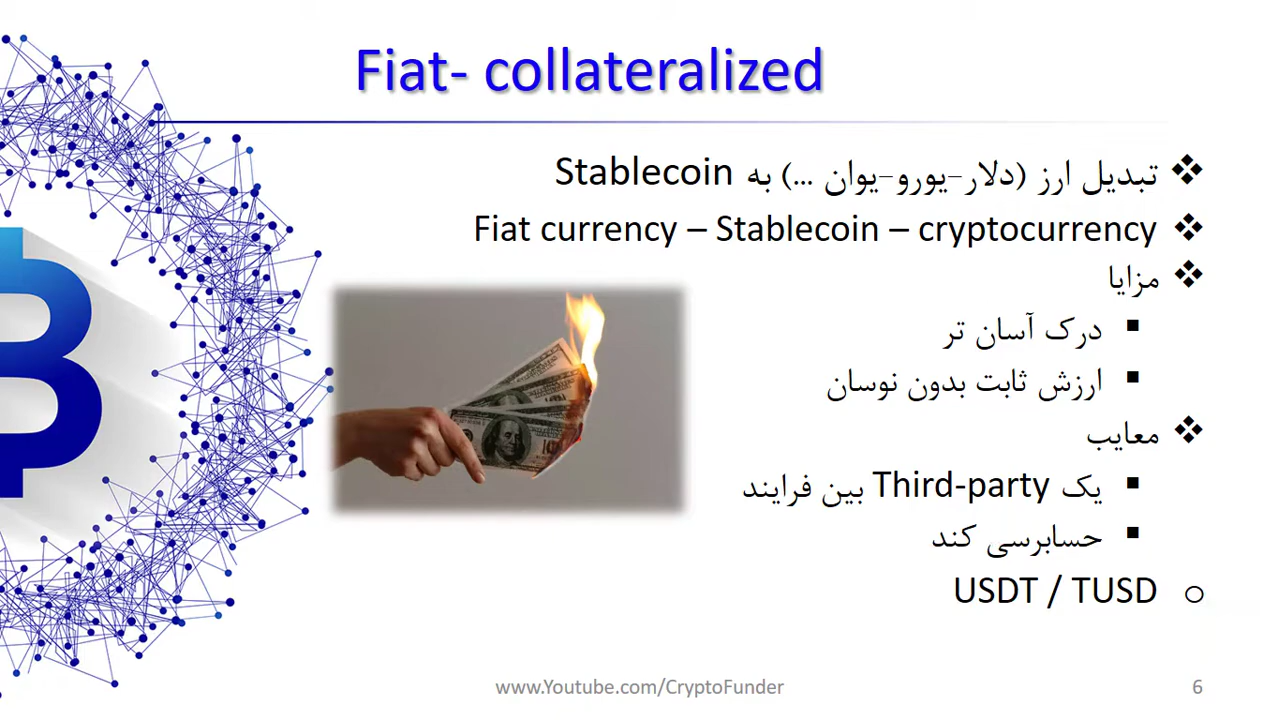 Fiat- collateralized
❖ تبدیل ارز (دلار-یورو-یوان ...) به Stablecoin
❖ Fiat currency – Stablecoin – cryptocurrency
❖ مزایا
▪ درک آسان تر
▪ ارزش ثابت بدون نوسان
❖ معایب
▪ یک Third-party بین فرایند
▪ حسابرسی کند
○ USDT / TUSD
www.Youtube.com/CryptoFunder
6